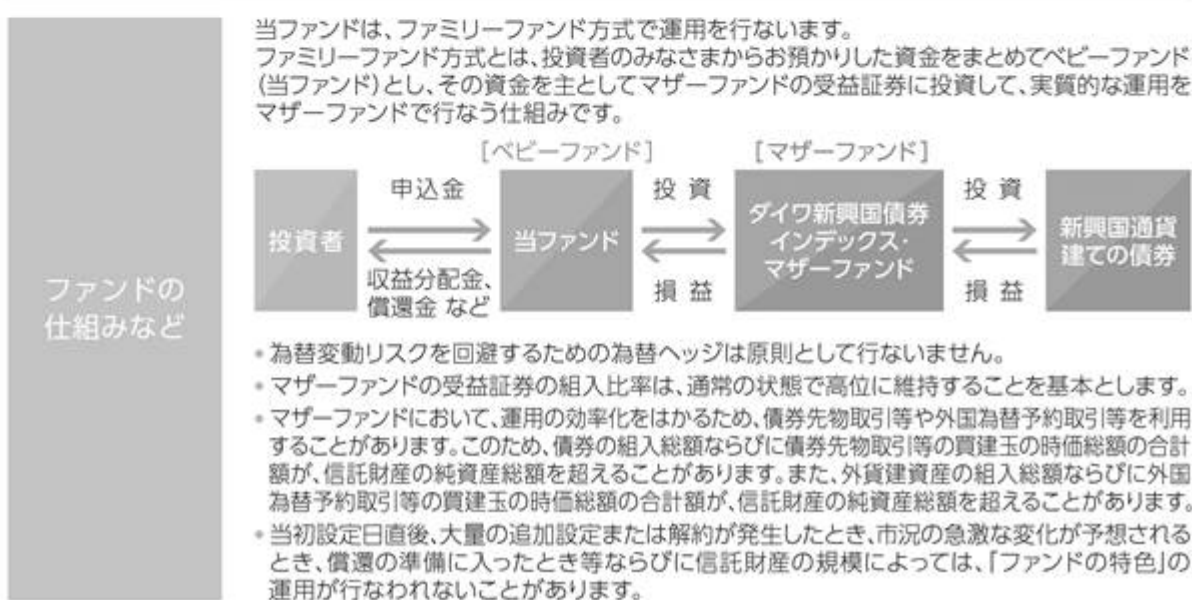 当ファンドは、ファミリーファンド方式で運用を行ないます。
ファミリーファンド方式とは、投資者のみなさまからお預かりした資金をまとめてベビーファンド
(当ファンド)とし、その資金を主としてマザーファンドの受益証券に投資して、実質的な運用を
マザーファンドで行なう仕組みです。
[ベビーファンド]
[マザーファンド]
投資者
申込金
収益分配金、
償還金 など
当ファンド
投 資
損 益
ダイワ新興国債券
インデックス・
マザーファンド
投 資
損 益
新興国通貨
建ての債券
ファンドの
仕組みなど
• 為替変動リスクを回避するための為替ヘッジは原則として行ないません。
• マザーファンドの受益証券の組入比率は、通常の状態で高位に維持することを基本とします。
• マザーファンドにおいて、運用の効率化をはかるため、債券先物取引等や外国為替予約取引等を利用
することがあります。このため、債券の組入総額ならびに債券先物取引等の買建玉の時価総額の合計
額が、信託財産の純資産総額を超えることがあります。また、外貨建資産の組入総額ならびに外国
為替予約取引等の買建玉の時価総額の合計額が、信託財産の純資産総額を超えることがあります。
• 当初設定日直後、大量の追加設定または解約が発生したとき、市況の急激な変化が予想される
とき、償還の準備に入ったとき等ならびに信託財産の規模によっては、「ファンドの特色」の
運用が行なわれないことがあります。